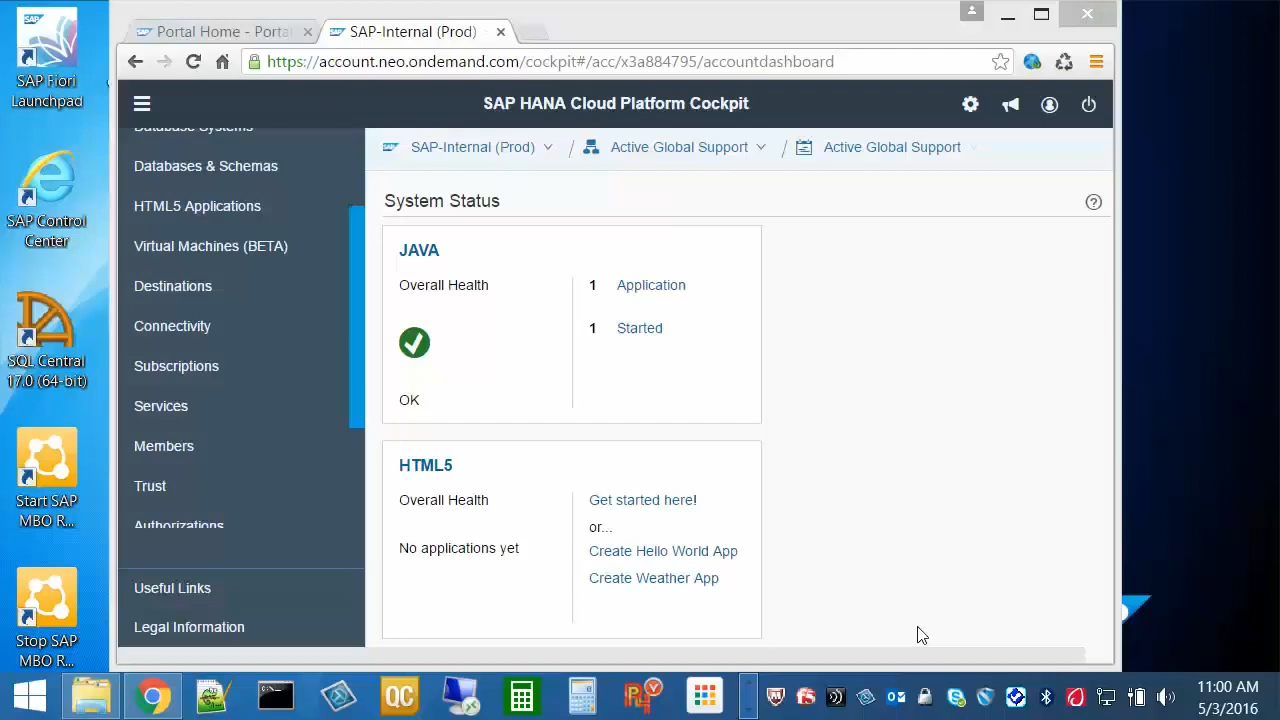 SAP
SAP Fiori
Launchpad
SAP Control
Center
SQL Central
17.0 (64-bit)
Start SAP
MBO R...
Stop SAP
MBO R...
Portal Home - Portal
SAP-Internal (Prod)
https://account.neo.ondemand.com/cockpit#/acc/x3a884795/accountdashboard
SAP HANA Cloud Platform Cockpit
Database Systems
Databases & Schemas
HTML5 Applications
Virtual Machines (BETA)
Destinations
Connectivity
Subscriptions
Services
Members
Trust
Authorizations
Useful Links
Legal Information
SAP-Internal (Prod) / Active Global Support / Active Global Support
System Status
JAVA
Overall Health
OK
1 Application
1 Started
HTML5
Overall Health
No applications yet
Get started here!
or...
Create Hello World App
Create Weather App
QC
11:00 AM
5/3/2016